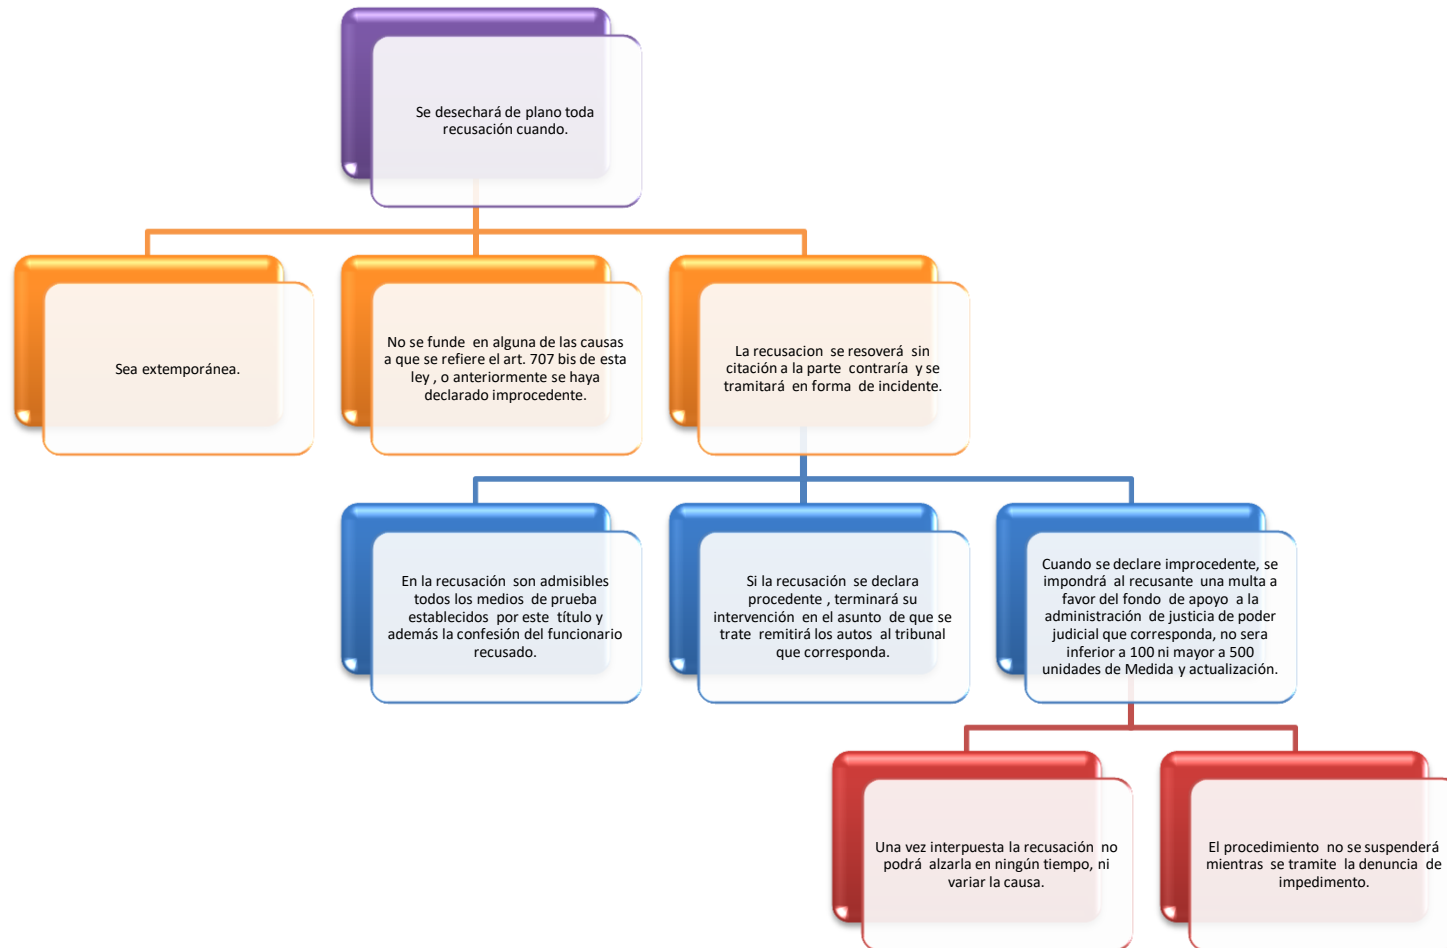 Se desechará de plano toda
recusación cuando.
Sea extemporánea.
No se funde en alguna de las causas
a que se refiere el art. 707 bis de esta
ley , o anteriormente se haya
declarado improcedente.
La recusacion se resoverá sin
citación a la parte contraría y se
tramitará en forma de incidente.
En la recusación son admisibles
todos los medios de prueba
establecidos por este título y
además la confesión del funcionario
recusado.
Si la recusación se declara
procedente , terminará su
intervención en el asunto de que se
trate remitirá los autos al tribunal
que corresponda.
Cuando se declare improcedente, se
impondrá al recusante una multa a
favor del fondo de apoyo a la
administración de justicia de poder
judicial que corresponda, no sera
inferior a 100 ni mayor a 500
unidades de Medida y actualización.
Una vez interpuesta la recusación no
podrá alzarla en ningún tiempo, ni
variar la causa.
El procedimiento no se suspenderá
mientras se tramite la denuncia de
impedimento.